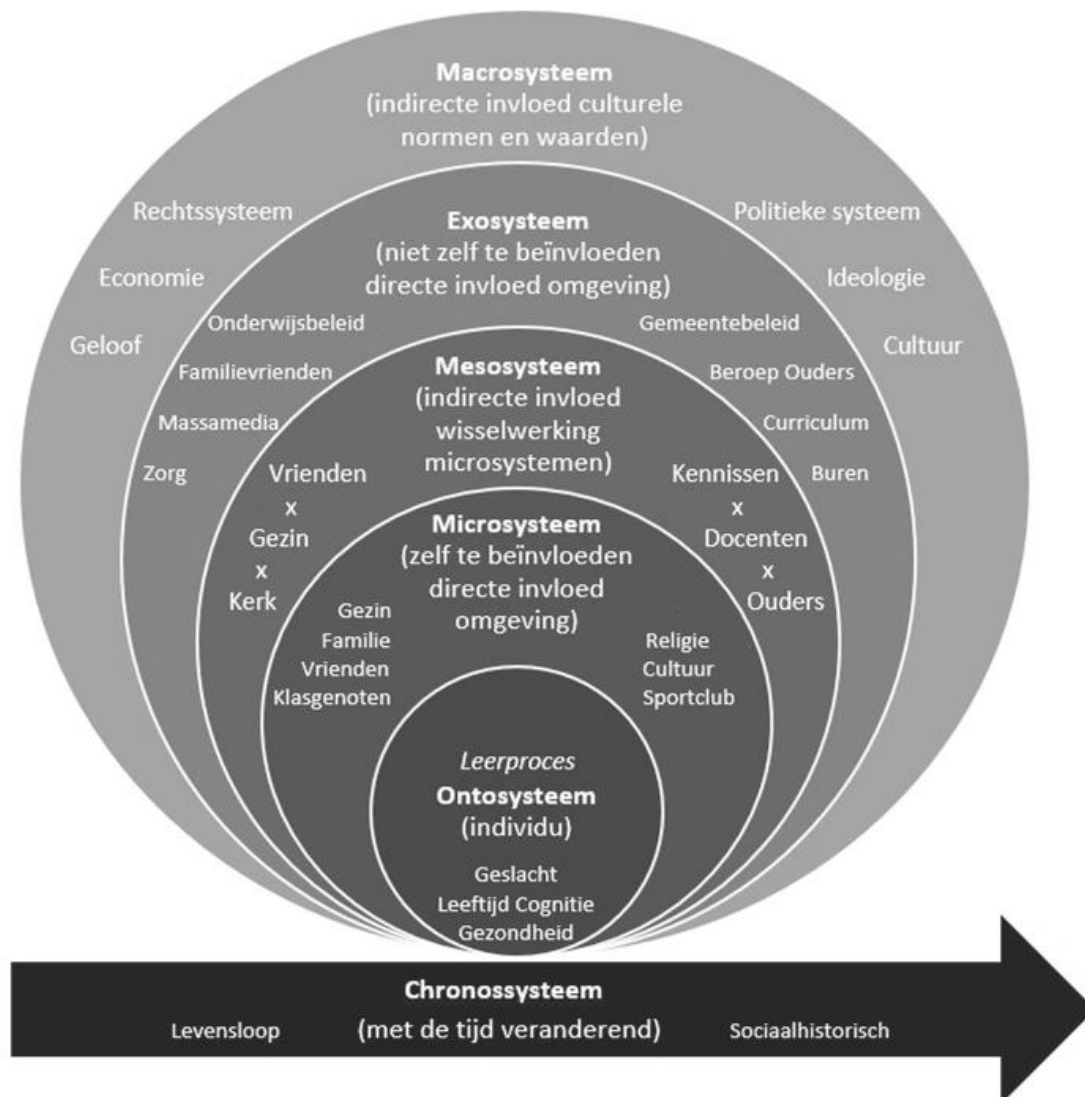 Macrosysteem
(indirecte invloed culturele
normen en waarden)
Rechtssysteem
Politieke systeem
Economie
Ideologie
Geloof
Cultuur
Exosysteem
(niet zelf te beïnvloeden
directe invloed omgeving)
Onderwijsbeleid
Gemeentebeleid
Familievrienden
Beroep Ouders
Massamedia
Curriculum
Zorg
Buren
Mesosysteem
(indirecte invloed
wisselwerking
microsystemen)
Vrienden
x
Gezin
x
Kerk
Kennissen
x
Docenten
x
Ouders
Microsysteem
(zelf te beïnvloeden
directe invloed
omgeving)
Gezin
Familie
Vrienden
Klasgenoten
Religie
Cultuur
Sportclub
Leerproces
Ontosysteem
(individu)
Geslacht
Leeftijd Cognitie
Gezondheid
Chronossysteem
Levensloop
(met de tijd veranderend)
Sociaalhistorisch